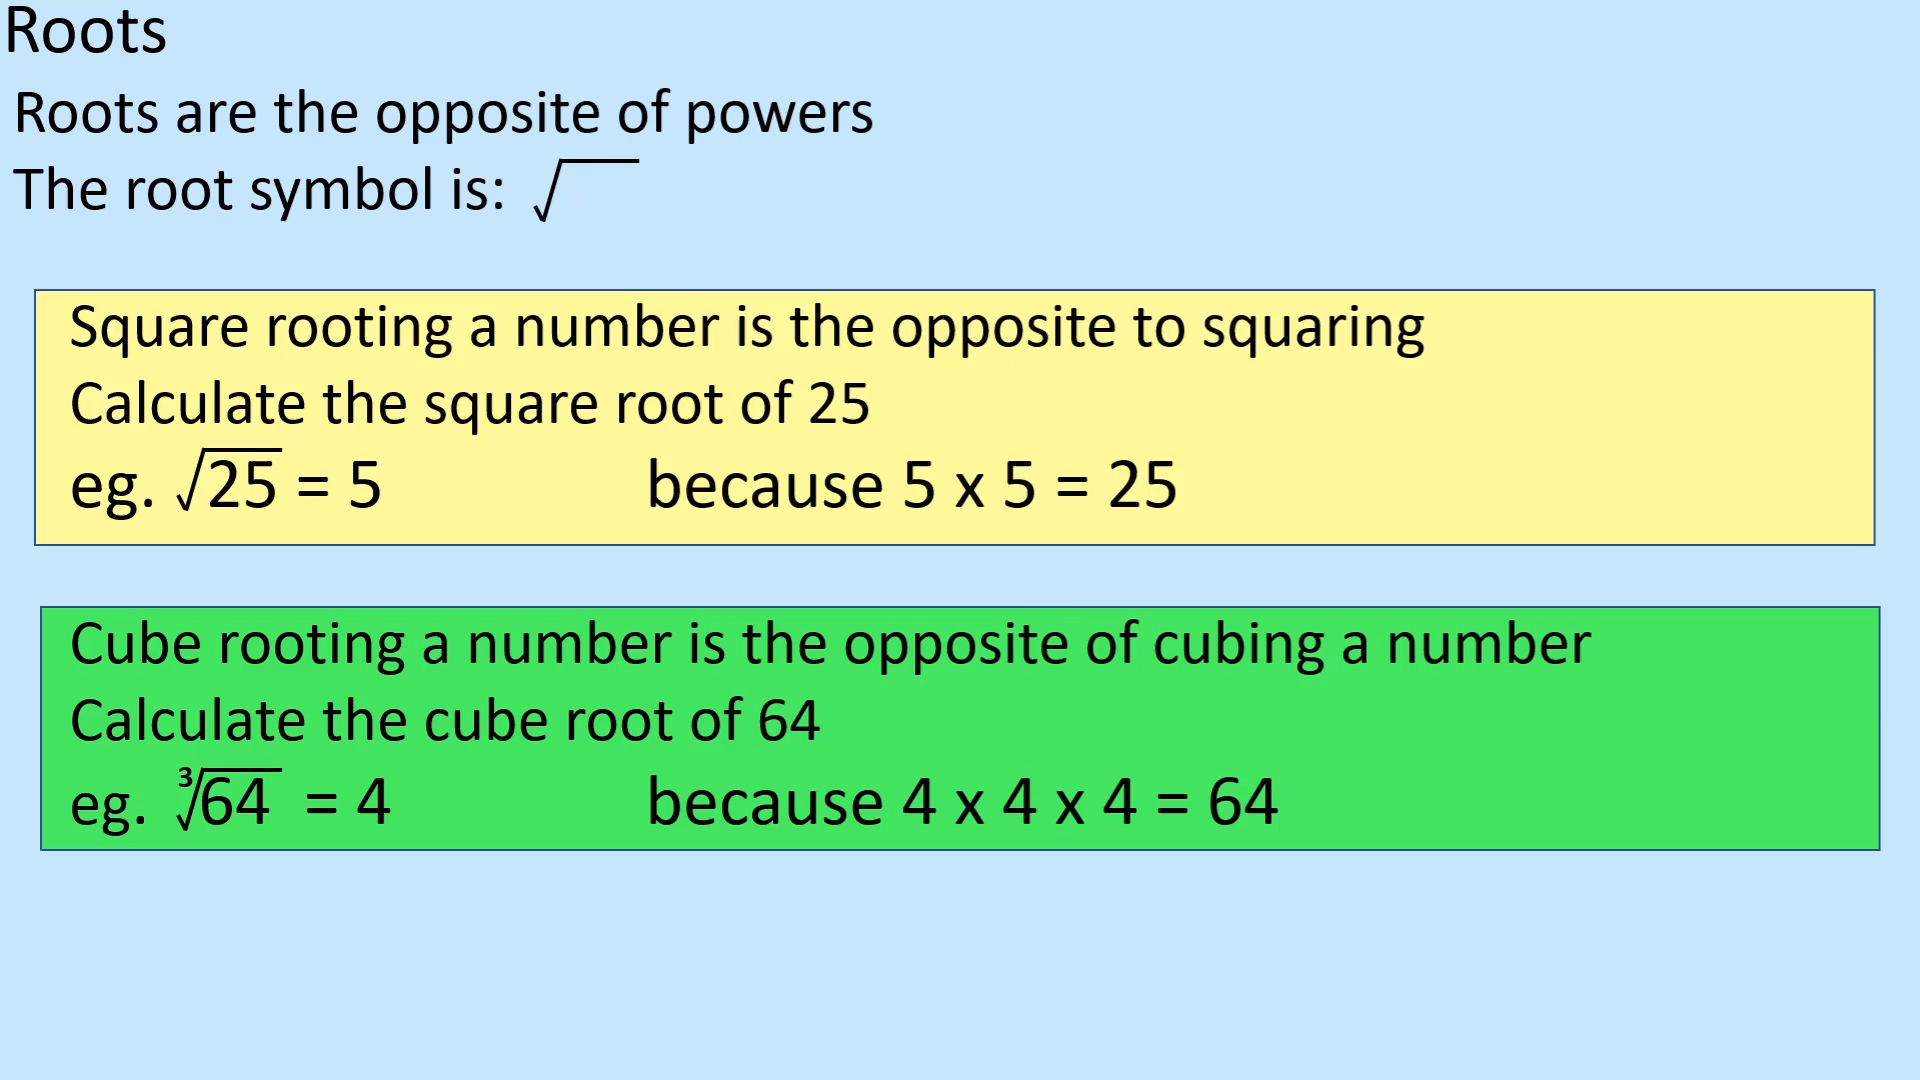 Roots
Roots are the opposite of powers
The root symbol is: √
Square rooting a number is the opposite to squaring
Calculate the square root of 25
eg. √25 = 5 because 5 x 5 = 25
Cube rooting a number is the opposite of cubing a number
Calculate the cube root of 64
eg. ³√64 = 4 because 4 x 4 x 4 = 64